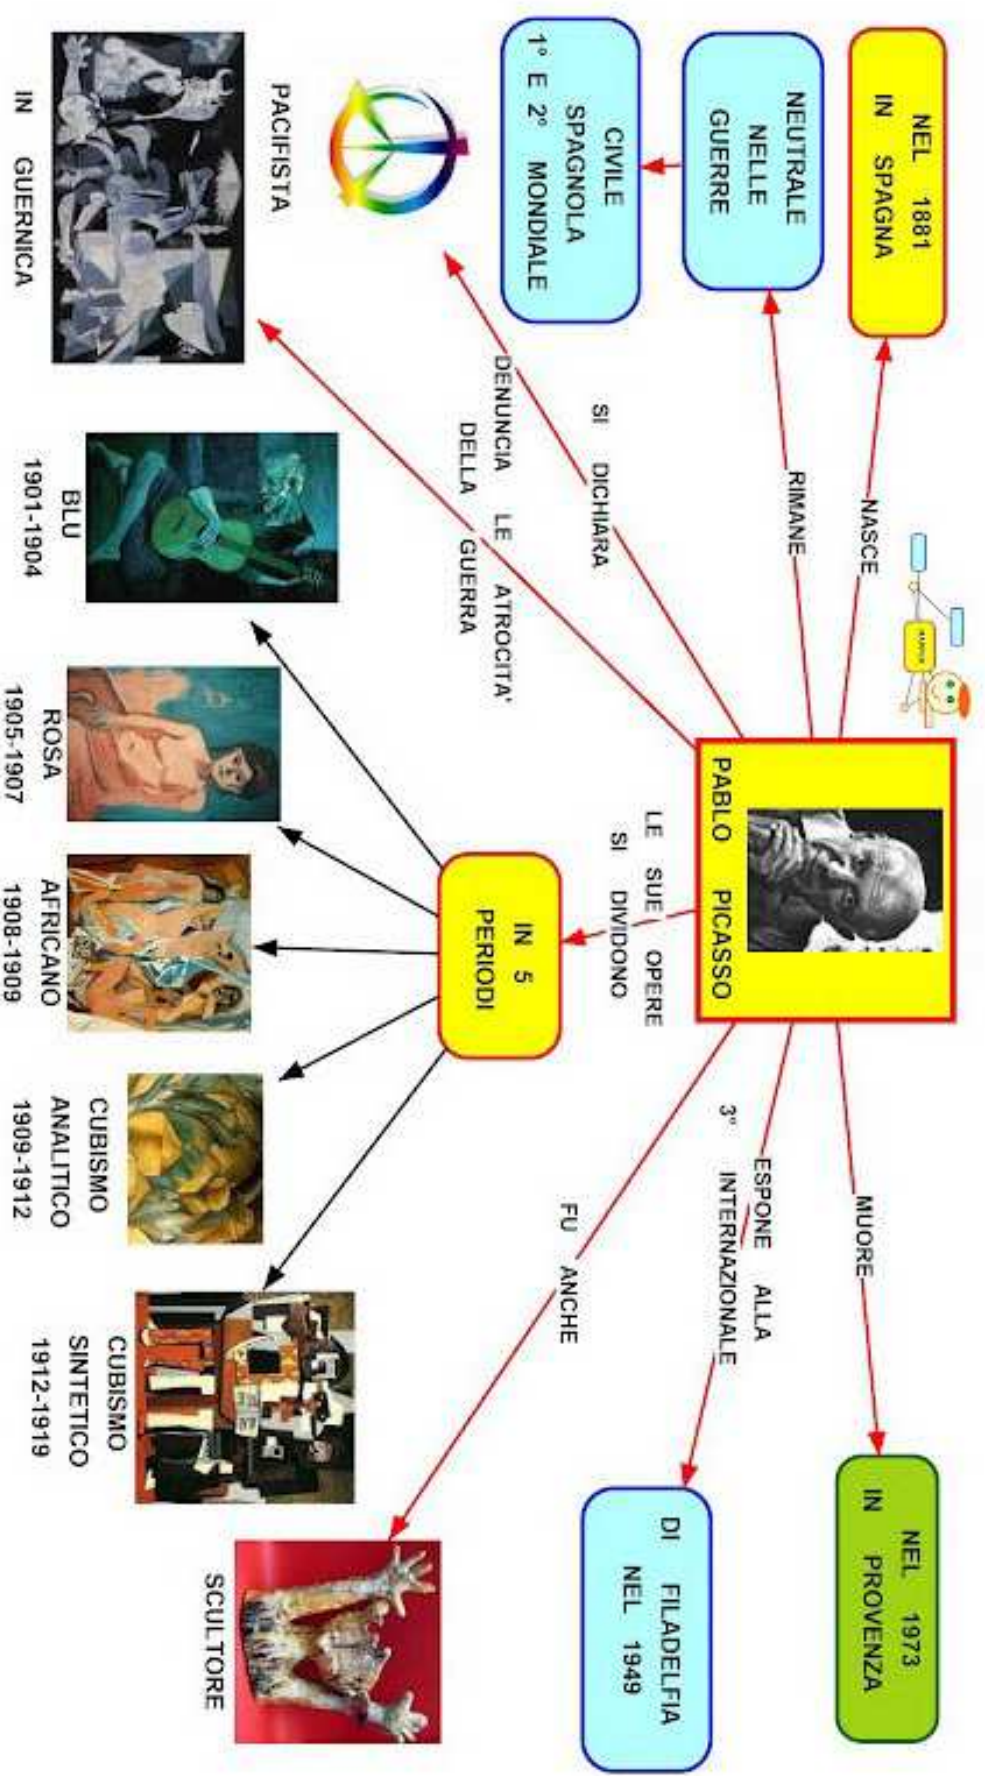 PABLO PICASSO
NASCE
NEL 1881
IN SPAGNA
RIMANE
NEUTRALE
NELLE
GUERRE
CIVILE
SPAGNOLA
1° E 2° MONDIALE
SI DICHIARA
PACIFISTA
DENUNCIA LE ATROCITA'
DELLA GUERRA
IN GUERNICA
LE SUE OPERE
SI DIVIDONO
IN 5
PERIODI
BLU
1901-1904
ROSA
1905-1907
AFRICANO
1908-1909
CUBISMO
ANALITICO
1909-1912
CUBISMO
SINTETICO
1912-1919
FU ANCHE
SCULTORE
ESPONE ALLA
3° INTERNAZIONALE
DI FILADELFIA
NEL 1949
MUORE
NEL 1973
IN PROVENZA